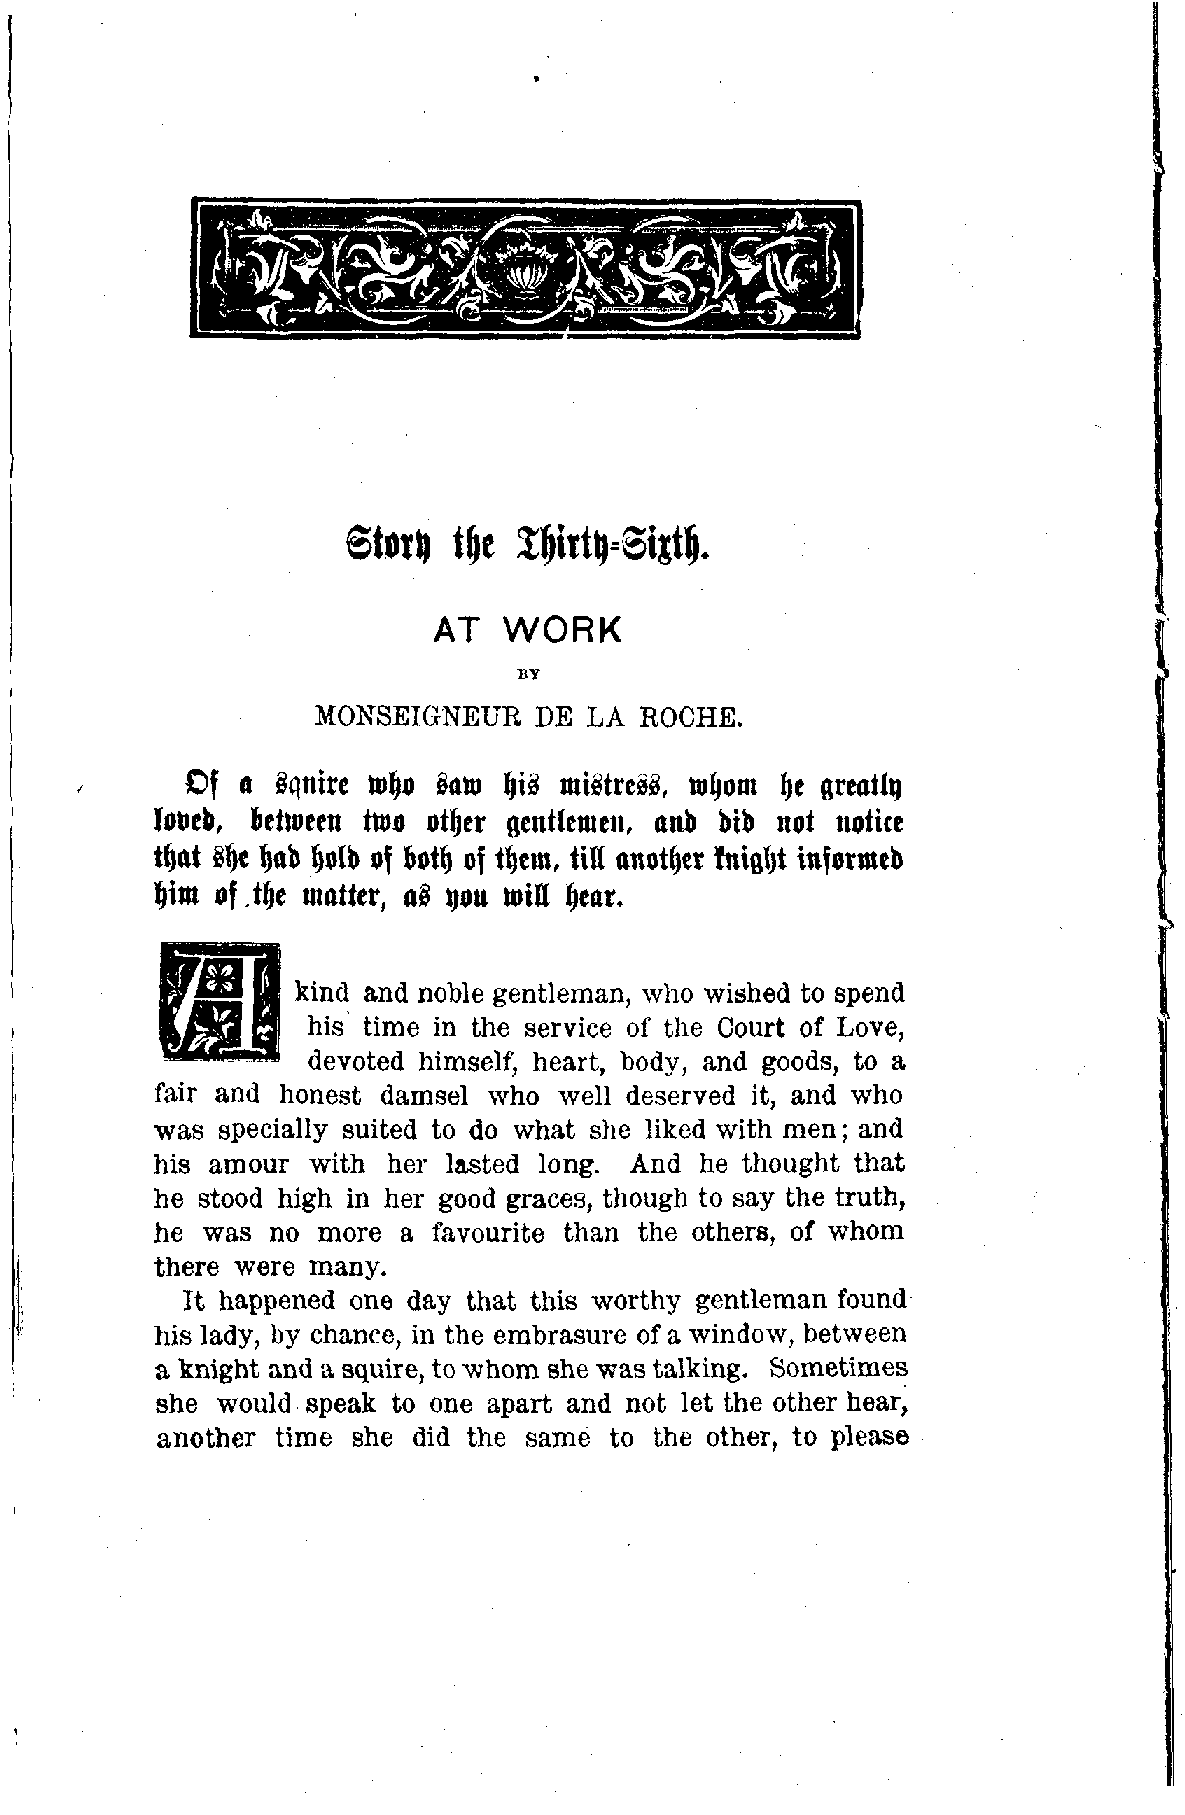 Story the Thirty-Sixth.
AT WORK
BY
MONSEIGNEUR DE LA ROCHE.
Of a squire who saw his mistress, whom he greatly
loved, between two other gentlemen, and did not notice
that she had hold of both of them, till another knight informed
him of the matter, as you will hear.
A kind and noble gentleman, who wished to spend
his time in the service of the Court of Love,
devoted himself, heart, body, and goods, to a
fair and honest damsel who well deserved it, and who
was specially suited to do what she liked with men; and
his amour with her lasted long. And he thought that
he stood high in her good graces, though to say the truth,
he was no more a favourite than the others, of whom
there were many.
It happened one day that this worthy gentleman found
his lady, by chance, in the embrasure of a window, between
a knight and a squire, to whom she was talking. Sometimes
she would speak to one apart and not let the other hear,
another time she did the same to the other, to please